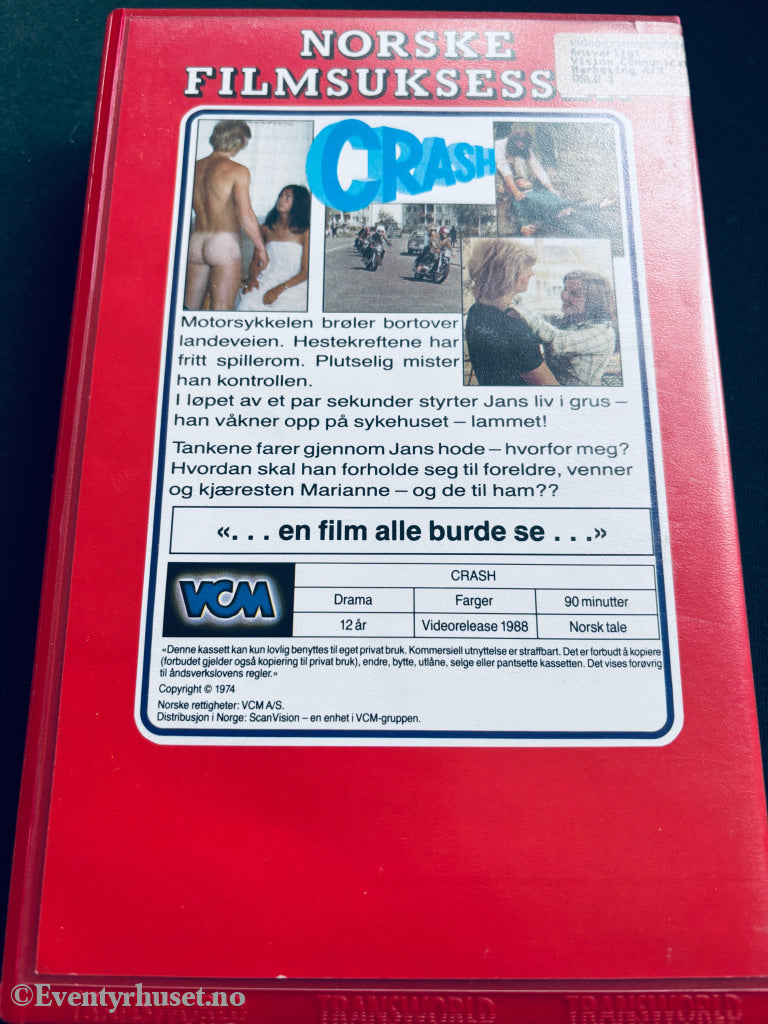 NORSKE
FILMSUKSESSER
Ansvarlig:
Vision Communica
Marketing A/S
OSLO 1
CRASH
Motorsykkelen brøler bortover
landeveien. Hestekreftene har
fritt spillerom. Plutselig mister
han kontrollen.
I løpet av et par sekunder styrter Jans liv i grus –
han våkner opp på sykehuset – lammet!
Tankene farer gjennom Jans hode – hvorfor meg?
Hvordan skal han forholde seg til foreldre, venner
og kjæresten Marianne – og de til ham??
«. . . en film alle burde se . . .»
VCM
CRASH
Drama Farger 90 minutter
12 år Videorelease 1988 Norsk tale
«Denne kassett kan kun lovlig benyttes til eget privat bruk. Kommersiell utnyttelse er straffbart. Det er forbudt å kopiere
(forbudet gjelder også kopiering til privat bruk), endre, bytte, utlåne, selge eller pantsette kassetten. Det vises forøvrig
til åndsverkslovens regler.»
Copyright © 1974
Norske rettigheter: VCM A/S.
Distribusjon i Norge: ScanVision – en enhet i VCM-gruppen.
©Eventyrhuset.no
TRANSWORLD TRANSWORLD